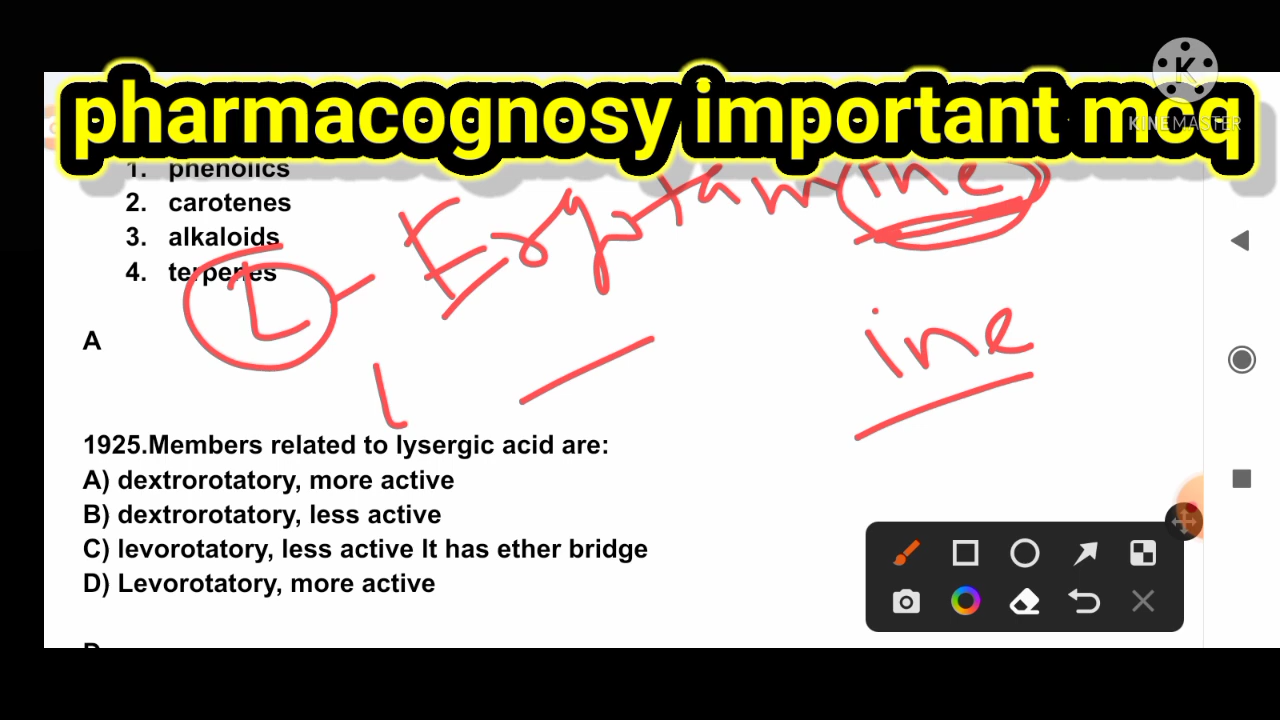 pharmacognosy important mcq
KINEMASTER
1. phenolics
2. carotenes
3. alkaloids
4. terpenes
L - Ergotamine
A
ine
l
1925.Members related to lysergic acid are:
A) dextrorotatory, more active
B) dextrorotatory, less active
C) levorotatory, less active It has ether bridge
D) Levorotatory, more active